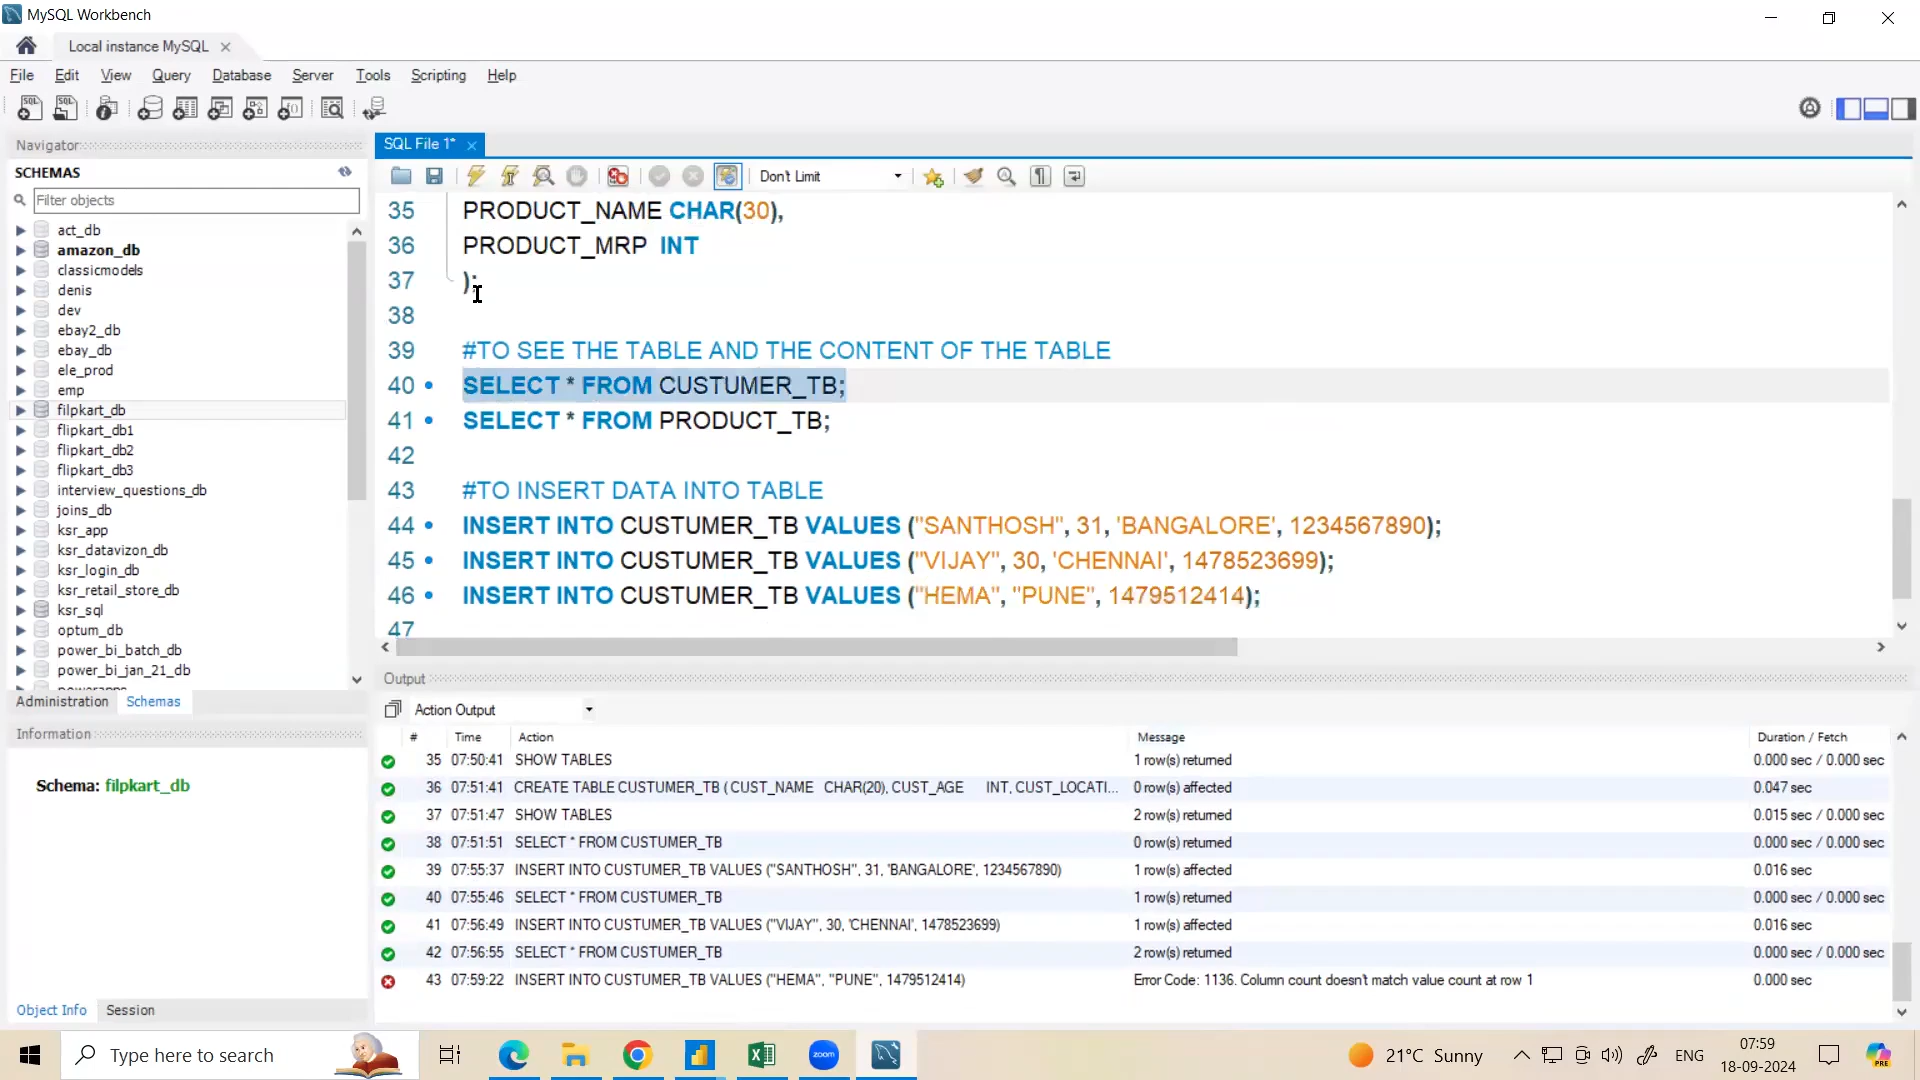 MySQL Workbench
Local instance MySQL
File Edit View Query Database Server Tools Scripting Help
Navigator
SCHEMAS
Filter objects
act_db
amazon_db
classicmodels
denis
dev
ebay2_db
ebay_db
ele_prod
emp
filpkart_db
flipkart_db1
flipkart_db2
flipkart_db3
interview_questions_db
joins_db
ksr_app
ksr_datavizon_db
ksr_login_db
ksr_retail_store_db
ksr_sql
optum_db
power_bi_batch_db
power_bi_jan_21_db
Administration Schemas
Information
Schema: filpkart_db
Object Info Session
SQL File 1*
Don't Limit
35 PRODUCT_NAME CHAR(30),
36 PRODUCT_MRP INT
37 );
38
39 #TO SEE THE TABLE AND THE CONTENT OF THE TABLE
40 SELECT * FROM CUSTUMER_TB;
41 SELECT * FROM PRODUCT_TB;
42
43 #TO INSERT DATA INTO TABLE
44 INSERT INTO CUSTUMER_TB VALUES ("SANTHOSH", 31, 'BANGALORE', 1234567890);
45 INSERT INTO CUSTUMER_TB VALUES ("VIJAY", 30, 'CHENNAI', 1478523699);
46 INSERT INTO CUSTUMER_TB VALUES ("HEMA", "PUNE", 1479512414);
47
Output
Action Output
# Time Action Message Duration / Fetch
35 07:50:41 SHOW TABLES 1 row(s) returned 0.000 sec / 0.000 sec
36 07:51:41 CREATE TABLE CUSTUMER_TB ( CUST_NAME CHAR(20), CUST_AGE INT, CUST_LOCATI... 0 row(s) affected 0.047 sec
37 07:51:47 SHOW TABLES 2 row(s) returned 0.015 sec / 0.000 sec
38 07:51:51 SELECT * FROM CUSTUMER_TB 0 row(s) returned 0.000 sec / 0.000 sec
39 07:55:37 INSERT INTO CUSTUMER_TB VALUES ("SANTHOSH", 31, 'BANGALORE', 1234567890) 1 row(s) affected 0.016 sec
40 07:55:46 SELECT * FROM CUSTUMER_TB 1 row(s) returned 0.000 sec / 0.000 sec
41 07:56:49 INSERT INTO CUSTUMER_TB VALUES ("VIJAY", 30, 'CHENNAI', 1478523699) 1 row(s) affected 0.016 sec
42 07:56:55 SELECT * FROM CUSTUMER_TB 2 row(s) returned 0.000 sec / 0.000 sec
43 07:59:22 INSERT INTO CUSTUMER_TB VALUES ("HEMA", "PUNE", 1479512414) Error Code: 1136. Column count doesn't match value count at row 1 0.000 sec
Type here to search
zoom
21°C Sunny
ENG
07:59
18-09-2024
PRE